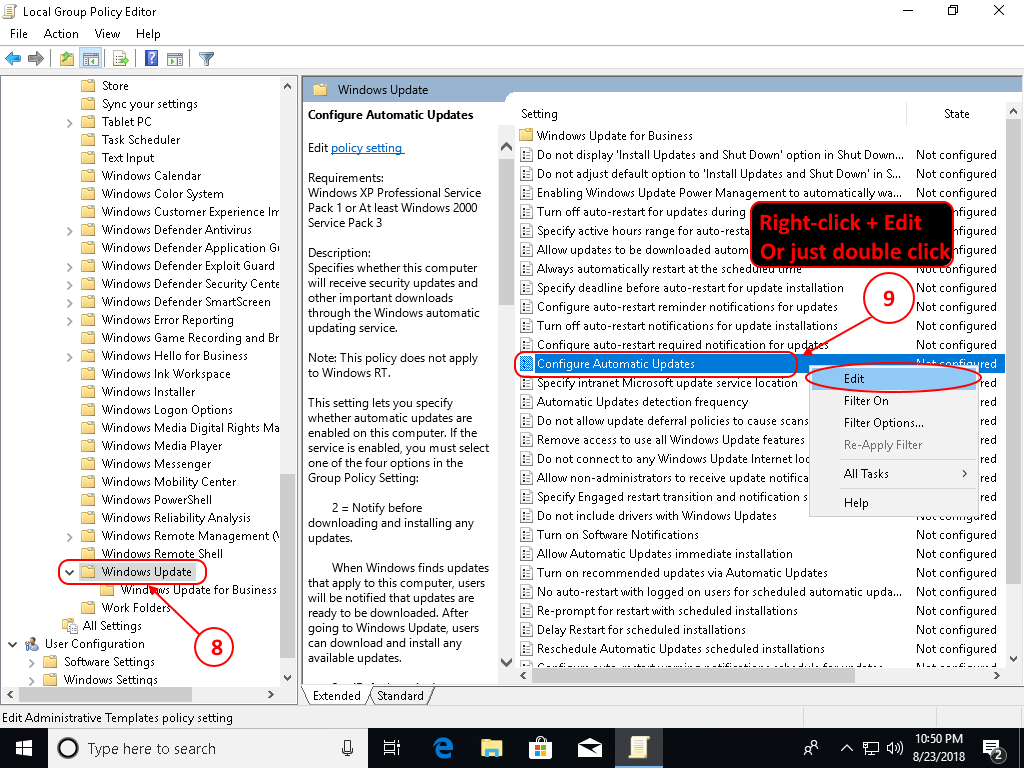 Local Group Policy Editor
File Action View Help
Store
Sync your settings
Tablet PC
Task Scheduler
Text Input
Windows Calendar
Windows Color System
Windows Customer Experience Im
Windows Defender Antivirus
Windows Defender Application Gu
Windows Defender Exploit Guard
Windows Defender Security Cente
Windows Defender SmartScreen
Windows Error Reporting
Windows Game Recording and Br
Windows Hello for Business
Windows Ink Workspace
Windows Installer
Windows Logon Options
Windows Media Digital Rights Ma
Windows Media Player
Windows Messenger
Windows Mobility Center
Windows PowerShell
Windows Reliability Analysis
Windows Remote Management (W
Windows Remote Shell
Windows Update
Windows Update for Business
Work Folders
All Settings
User Configuration
Software Settings
Windows Settings
8
Windows Update
Configure Automatic Updates
Edit policy setting
Requirements:
Windows XP Professional Service
Pack 1 or At least Windows 2000
Service Pack 3
Description:
Specifies whether this computer
will receive security updates and
other important downloads
through the Windows automatic
updating service.
Note: This policy does not apply
to Windows RT.
This setting lets you specify
whether automatic updates are
enabled on this computer. If the
service is enabled, you must select
one of the four options in the
Group Policy Setting:
2 = Notify before
downloading and installing any
updates.
When Windows finds updates
that apply to this computer, users
will be notified that updates are
ready to be downloaded. After
going to Windows Update, users
can download and install any
available updates.
Setting State
Windows Update for Business
Do not display 'Install Updates and Shut Down' option in Shut Down... Not configured
Do not adjust default option to 'Install Updates and Shut Down' in S... Not configured
Enabling Windows Update Power Management to automatically wa... Not configured
Turn off auto-restart for updates during
Specify active hours range for auto-resta
Allow updates to be downloaded autom
Always automatically restart at the scheduled time Not configured
Specify deadline before auto-restart for update installation Not configured
Configure auto-restart reminder notifications for updates Not configured
Turn off auto-restart notifications for update installations Not configured
Configure auto-restart required notification for updates Not configured
Configure Automatic Updates Not configured
Specify intranet Microsoft update service location red
Automatic Updates detection frequency red
Do not allow update deferral policies to cause scans red
Remove access to use all Windows Update features red
Do not connect to any Windows Update Internet loc red
Allow non-administrators to receive update notifica red
Specify Engaged restart transition and notification s red
Do not include drivers with Windows Updates Not configured
Turn on Software Notifications Not configured
Allow Automatic Updates immediate installation Not configured
Turn on recommended updates via Automatic Updates Not configured
No auto-restart with logged on users for scheduled automatic upda... Not configured
Re-prompt for restart with scheduled installations Not configured
Delay Restart for scheduled installations Not configured
Reschedule Automatic Updates scheduled installations Not configured
Right-click + Edit
Or just double click
9
Edit
Filter On
Filter Options...
Re-Apply Filter
All Tasks
Help
Extended Standard
Edit Administrative Templates policy setting
Type here to search
10:50 PM
8/23/2018
2